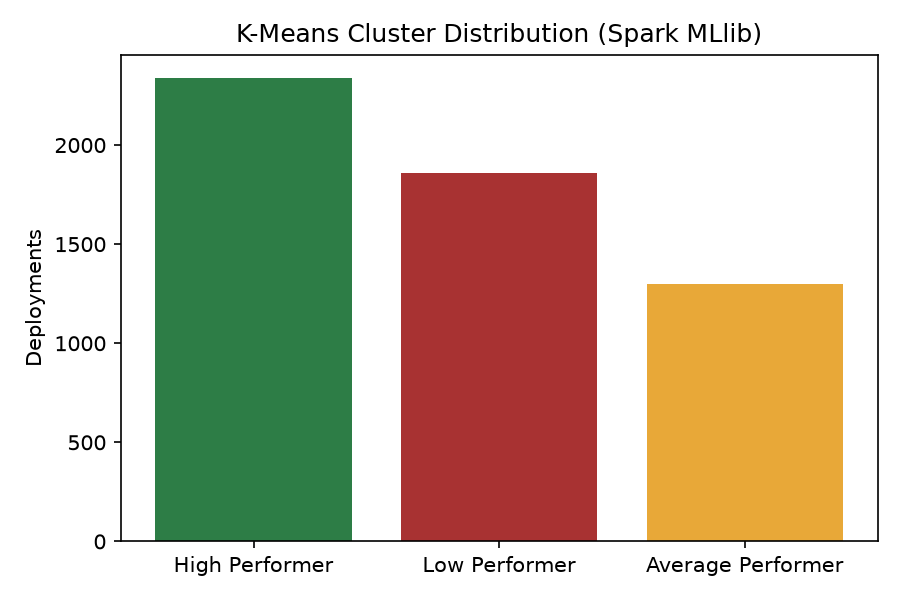 K-Means Cluster Distribution (Spark MLlib)
Deployments
2000
1500
1000
500
0
High Performer
Low Performer
Average Performer